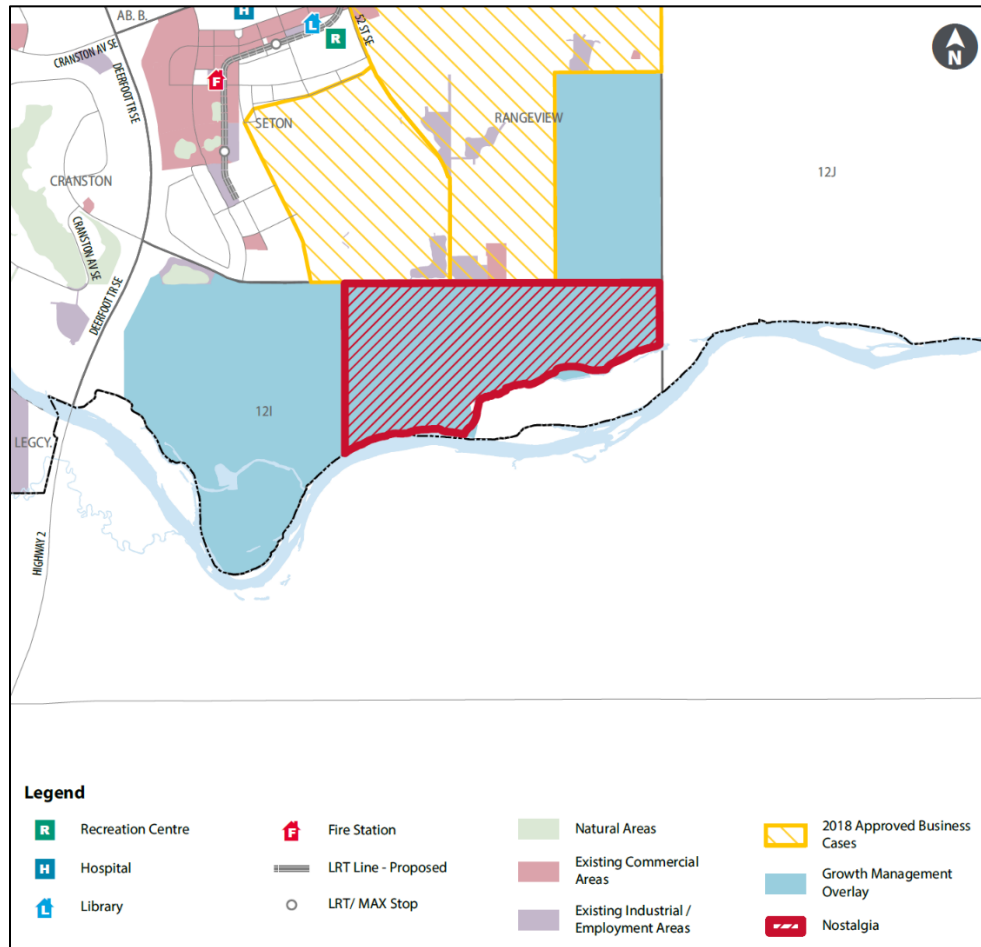 AB. B.
H
L
R
52 ST SE
N
CRANSTON AV SE
DEERFOOT TR SE
F
SETON
RANGEVIEW
12J
CRANSTON
CRANSTON AV SE
DEERFOOT TR SE
12I
LEGCY.
HIGHWAY 2
Legend
R Recreation Centre
H Hospital
L Library
F Fire Station
LRT Line - Proposed
LRT/ MAX Stop
Natural Areas
Existing Commercial
Areas
Existing Industrial /
Employment Areas
2018 Approved Business
Cases
Growth Management
Overlay
Nostalgia